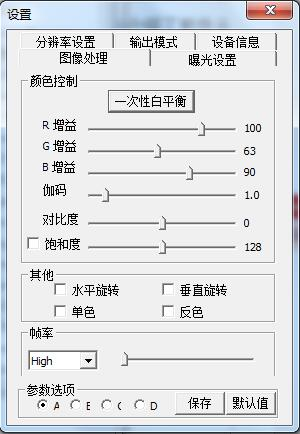 设置
分辨率设置 输出模式 设备信息
图像处理 曝光设置
颜色控制
一次性白平衡
R 增益 100
G 增益 63
B 增益 90
伽码 1.0
对比度 0
饱和度 128
其他
水平旋转 垂直旋转
单色 反色
帧率
High
参数选项
A B C D 保存 默认值